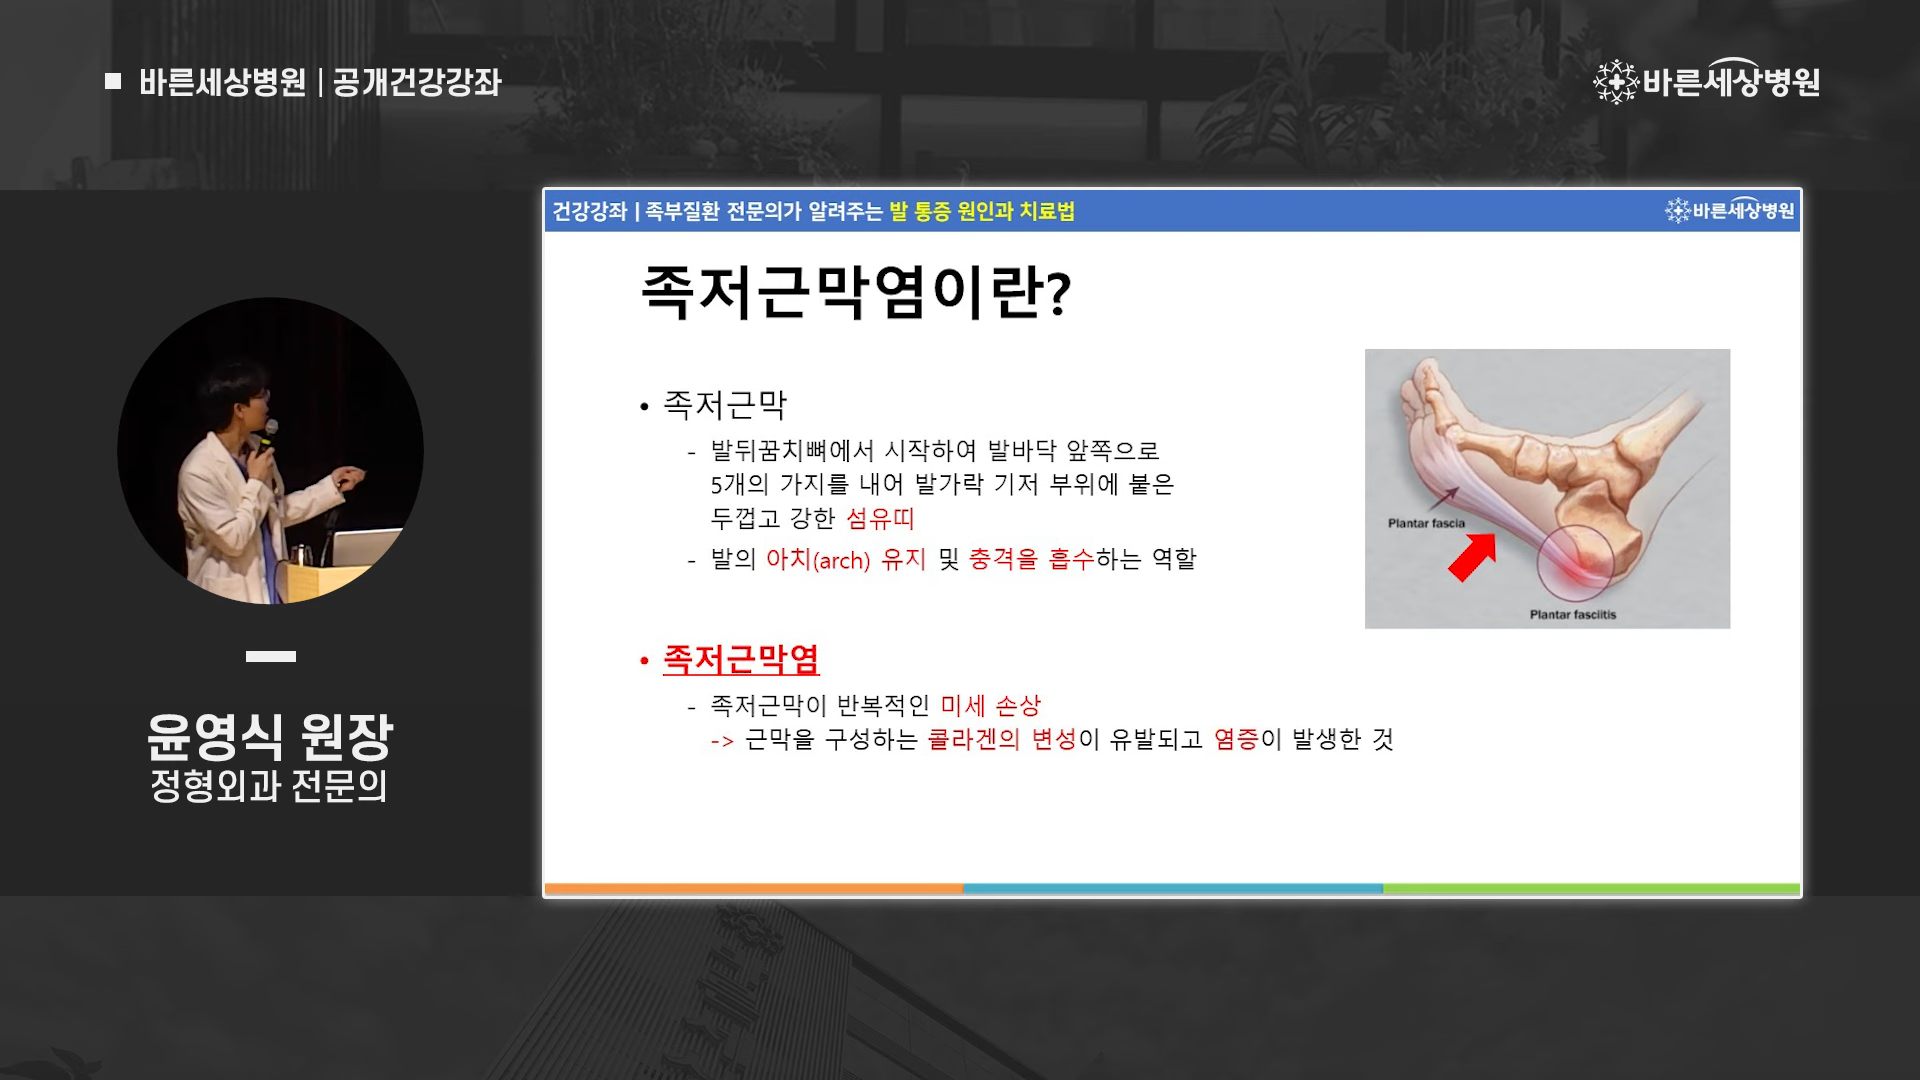 바른세상병원 | 공개건강강좌
바른세상병원
건강강좌 | 족부질환 전문의가 알려주는 발 통증 원인과 치료법
바른세상병원
족저근막염이란?
• 족저근막
- 발뒤꿈치뼈에서 시작하여 발바닥 앞쪽으로
5개의 가지를 내어 발가락 기저 부위에 붙은
두껍고 강한 섬유띠
- 발의 아치(arch) 유지 및 충격을 흡수하는 역할
Plantar fascia
Plantar fasciitis
• 족저근막염
- 족저근막이 반복적인 미세 손상
-> 근막을 구성하는 콜라겐의 변성이 유발되고 염증이 발생한 것
윤영식 원장
정형외과 전문의